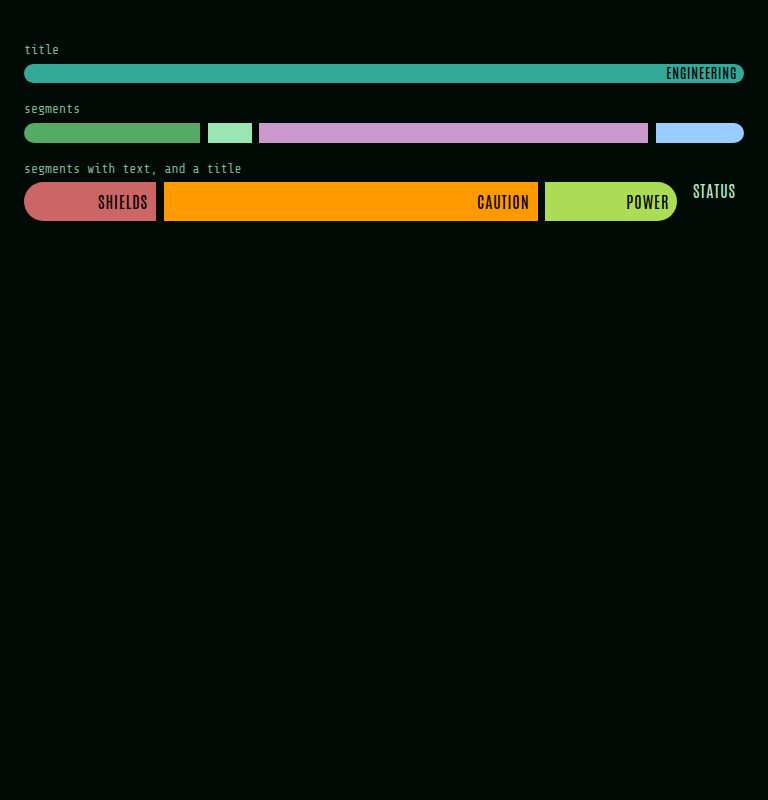 title
ENGINEERING
segments
segments with text, and a title
SHIELDS CAUTION POWER STATUS